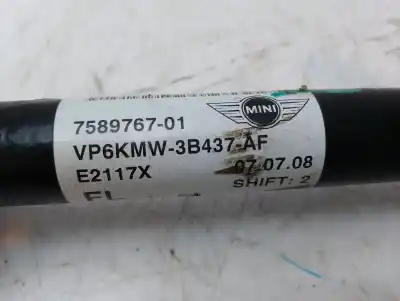 MINI
7589767-01
VP6KMW-3B437-AF
E2117X 07.07.08
SHIFT: 2